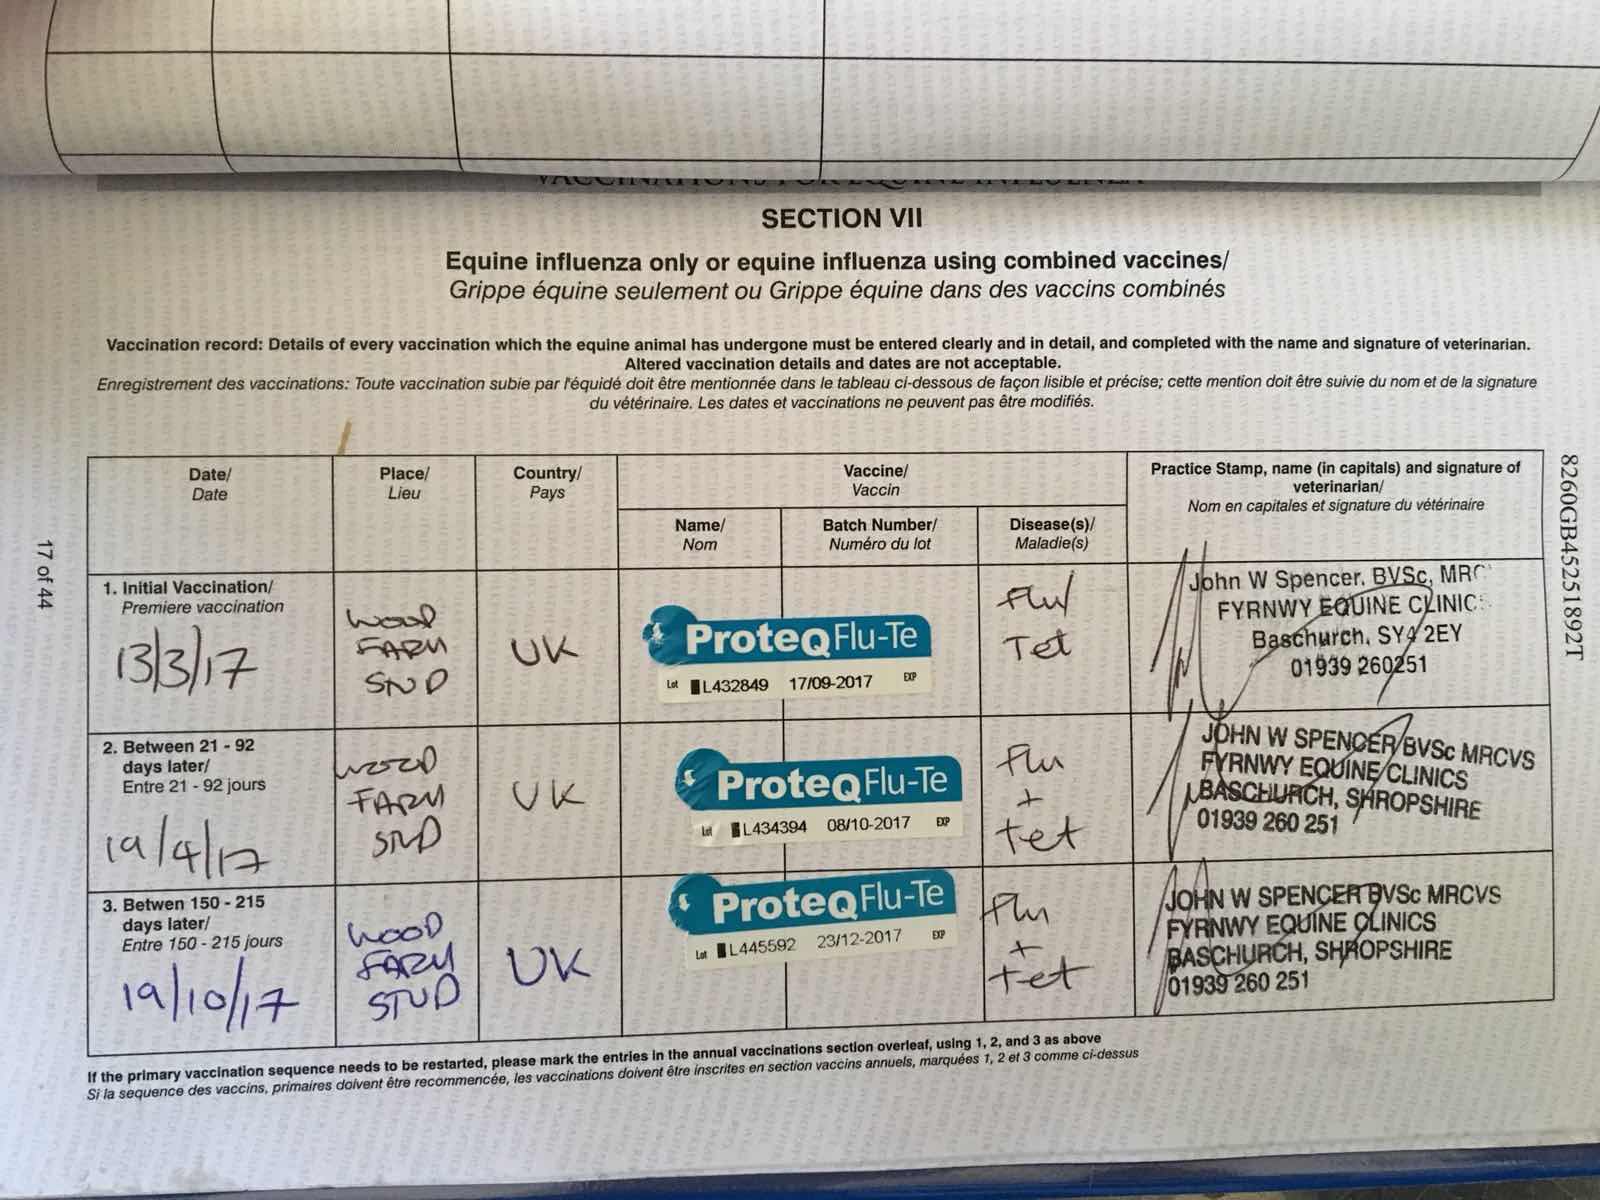 SECTION VII
Equine influenza only or equine influenza using combined vaccines/
Grippe équine seulement ou Grippe équine dans des vaccins combinés
Vaccination record: Details of every vaccination which the equine animal has undergone must be entered clearly and in detail, and completed with the name and signature of veterinarian.
Altered vaccination details and dates are not acceptable.
Enregistrement des vaccinations: Toute vaccination subie par l'équidé doit être mentionnée dans le tableau ci-dessous de façon lisible et précise; cette mention doit être suivie du nom et de la signature
du vétérinaire. Les dates et vaccinations ne peuvent pas être modifiés.
Date/
Date
Place/
Lieu
Country/
Pays
Vaccine/
Vaccin
Name/
Nom
Batch Number/
Numéro du lot
Disease(s)/
Maladie(s)
Practice Stamp, name (in capitals) and signature of
veterinarian/
Nom en capitales et signature du vétérinaire
1. Initial Vaccination/
Premiere vaccination
13/3/17
WOOD
FARM
STUD
UK
ProteqFlu-Te
Lot L432849 17/09-2017 EXP
Flu/
Tet
John W Spencer, BVSc, MRC
FYRNWY EQUINE CLINIC
Baschurch, SY4 2EY
01939 260251
2. Between 21 - 92
days later/
Entre 21 - 92 jours
19/4/17
WOOD
FARM
STUD
UK
ProteqFlu-Te
Lot L434394 08/10-2017 EXP
Flu
+
Tet
JOHN W SPENCER BVSc MRCVS
FYRNWY EQUINE CLINICS
BASCHURCH, SHROPSHIRE
01939 260 251
3. Betwen 150 - 215
days later/
Entre 150 - 215 jours
19/10/17
WOOD
FARM
STUD
UK
ProteqFlu-Te
Lot L445592 23/12-2017 EXP
Flu
+
Tet
JOHN W SPENCER BVSc MRCVS
FYRNWY EQUINE CLINICS
BASCHURCH, SHROPSHIRE
01939 260 251
If the primary vaccination sequence needs to be restarted, please mark the entries in the annual vaccinations section overleaf, using 1, 2, and 3 as above
Si la sequence des vaccins, primaires doivent être recommencée, les vaccinations doivent être inscrites en section vaccins annuels, marquées 1, 2 et 3 comme ci-dessus
17 of 44
8260GB45251892T